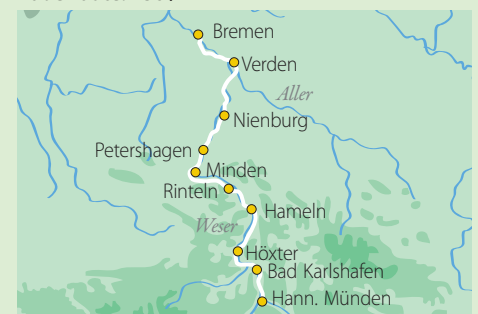 Bremen
Verden
Aller
Nienburg
Petershagen
Minden
Rinteln
Hameln
Weser
Höxter
Bad Karlshafen
Hann. Münden